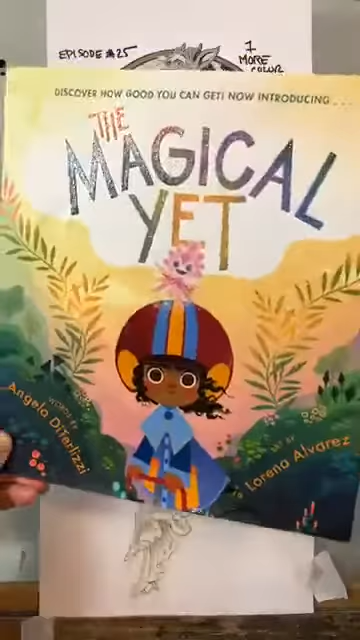 EPISODE #25
1
MORE
COLOR
DISCOVER HOW GOOD YOU CAN GET! NOW INTRODUCING . . .
THE
MAGICAL
YET
WORDS BY
Angela DiTerlizzi
ART BY
Lorena Alvarez